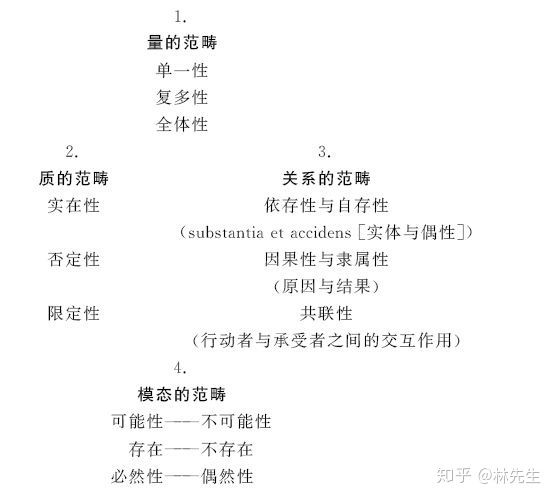 1.
量的范畴
单一性
复多性
全体性
2.
质的范畴
实在性
否定性
限定性
3.
关系的范畴
依存性与自存性
（substantia et accidens［实体与偶性］）
因果性与隶属性
（原因与结果）
共联性
（行动者与承受者之间的交互作用）
4.
模态的范畴
可能性——不可能性
存在——不存在
必然性——偶然性
知乎 @林先生